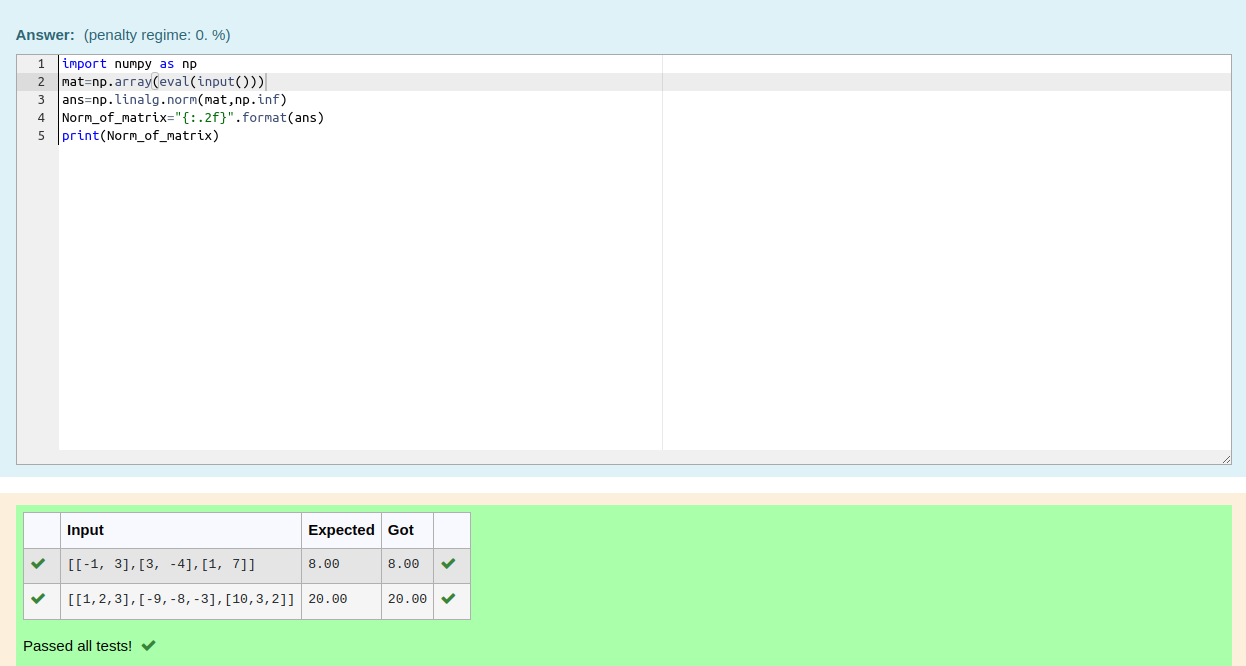 Answer: (penalty regime: 0. %)
1 import numpy as np
2 mat=np.array(eval(input()))
3 ans=np.linalg.norm(mat,np.inf)
4 Norm_of_matrix="{:.2f}".format(ans)
5 print(Norm_of_matrix)
Input Expected Got
[[-1, 3],[3, -4],[1, 7]] 8.00 8.00
[[1,2,3],[-9,-8,-3],[10,3,2]] 20.00 20.00
Passed all tests!